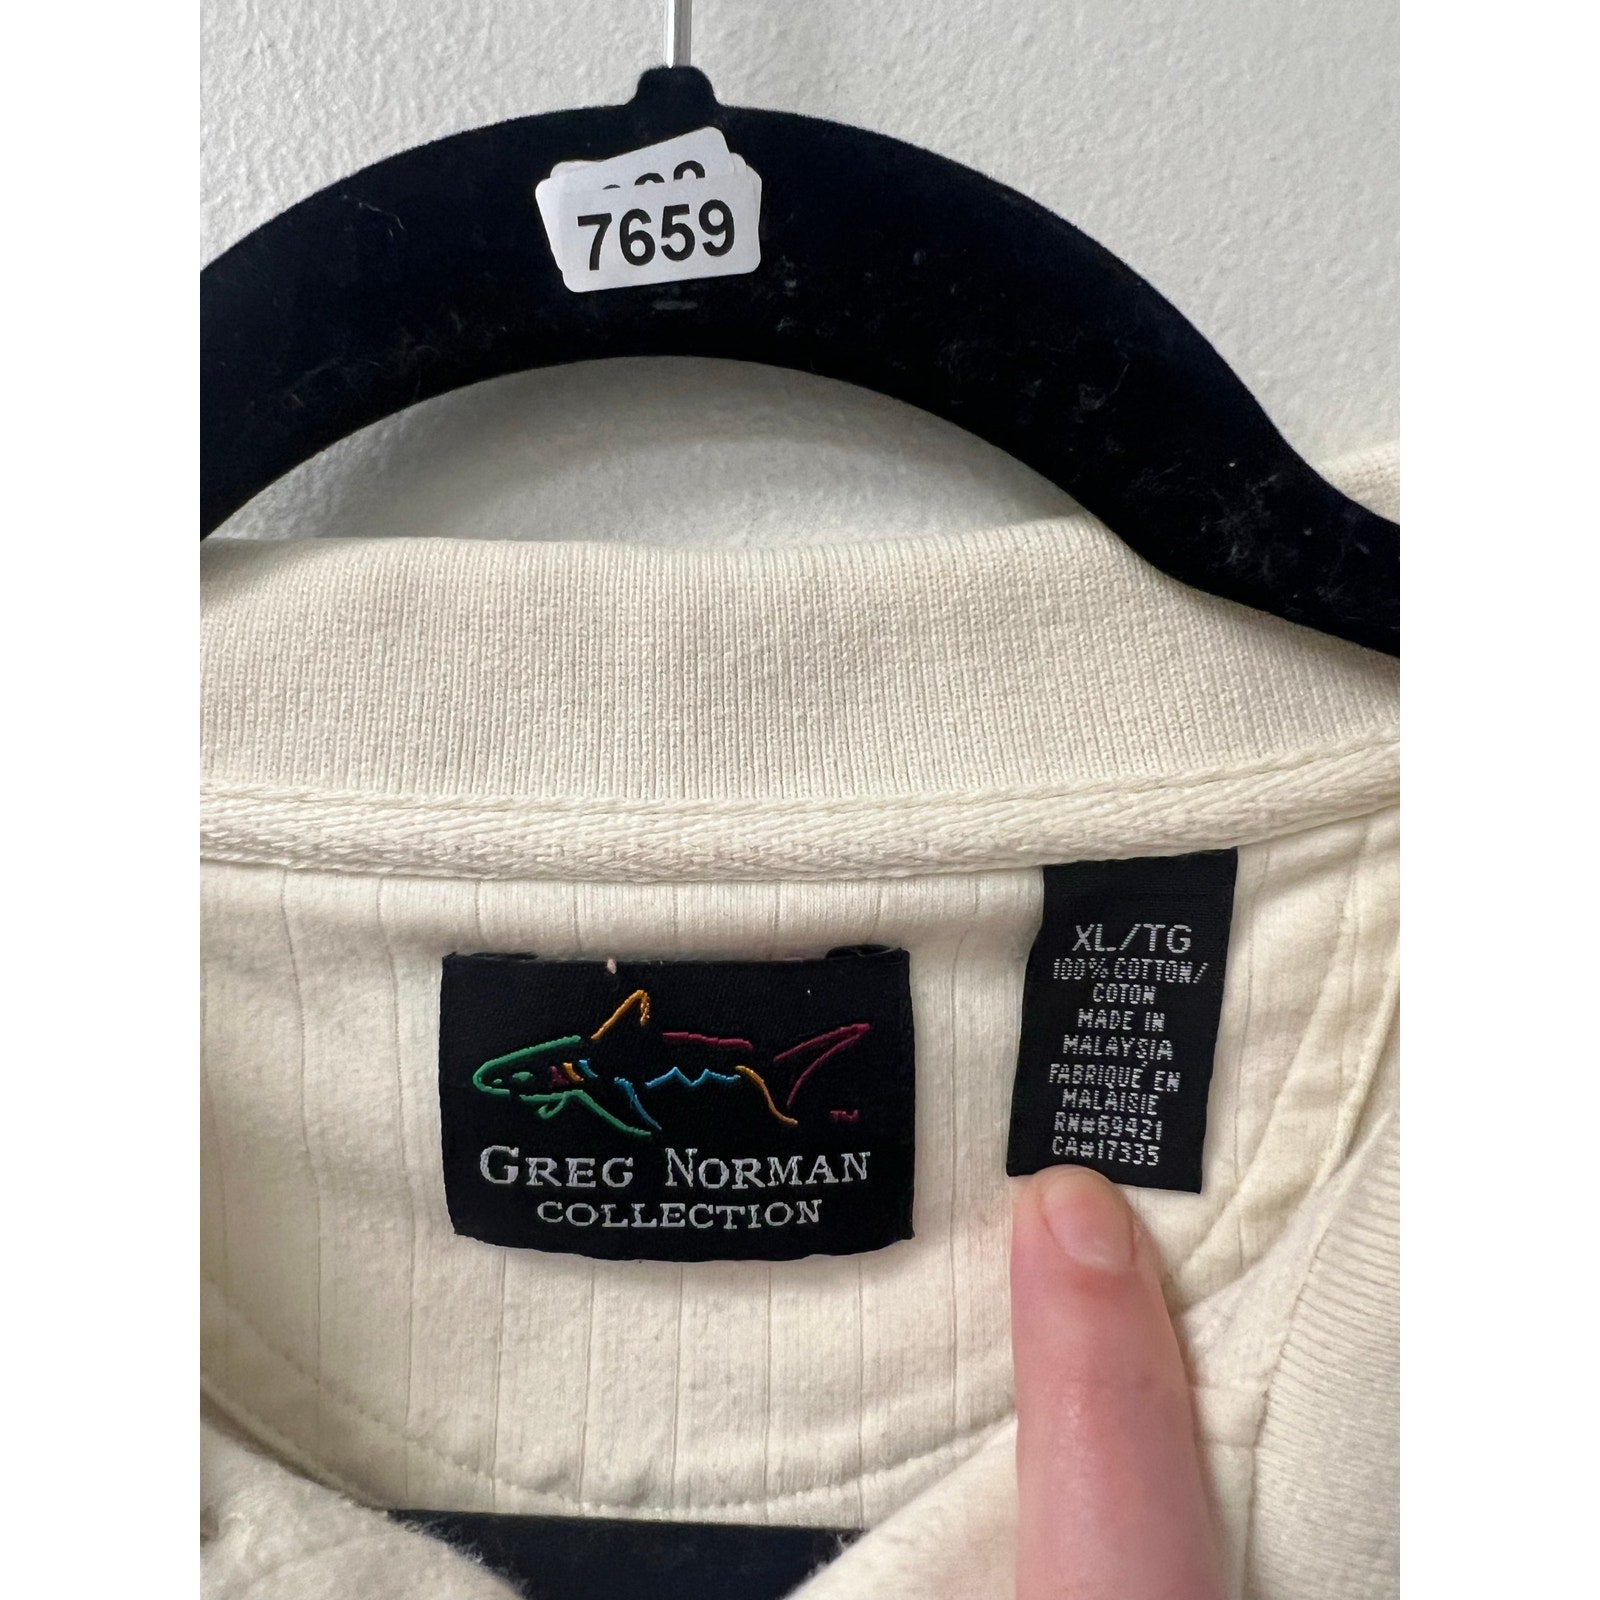 7659
XL/TG
100% COTTON/
COTON
MADE IN
MALAYSIA
FABRIQUÉ EN
MALAISIE
RN#69421
CA#17335
TM
GREG NORMAN
COLLECTION